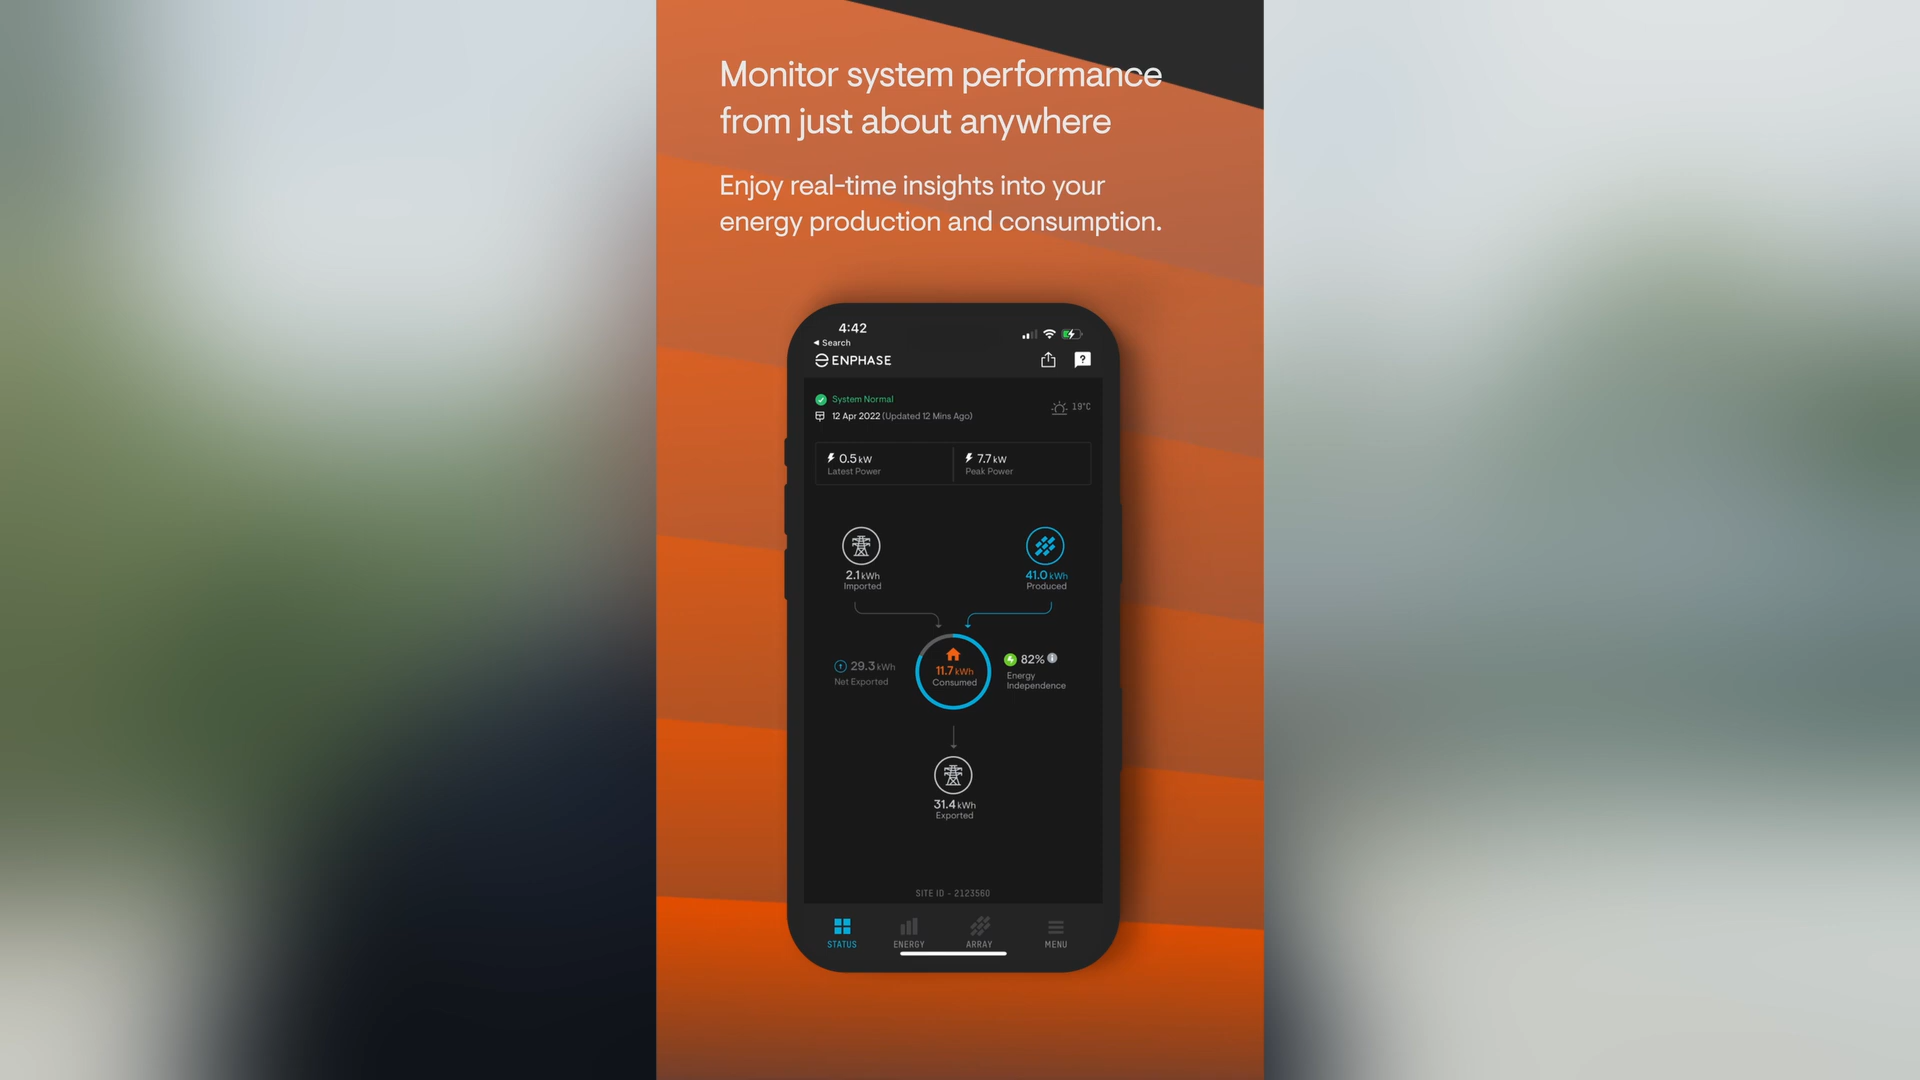 Monitor system performance
from just about anywhere
Enjoy real-time insights into your
energy production and consumption.
4:42
Search
ENPHASE
System Normal
12 Apr 2022 (Updated 12 Mins Ago)
19°C
0.5 kW
Latest Power
7.7 kW
Peak Power
2.1 kWh
Imported
41.0 kWh
Produced
29.3 kWh
Net Exported
11.7 kWh
Consumed
82%
Energy
Independence
31.4 kWh
Exported
SITE ID - 2123560
STATUS
ENERGY
ARRAY
MENU